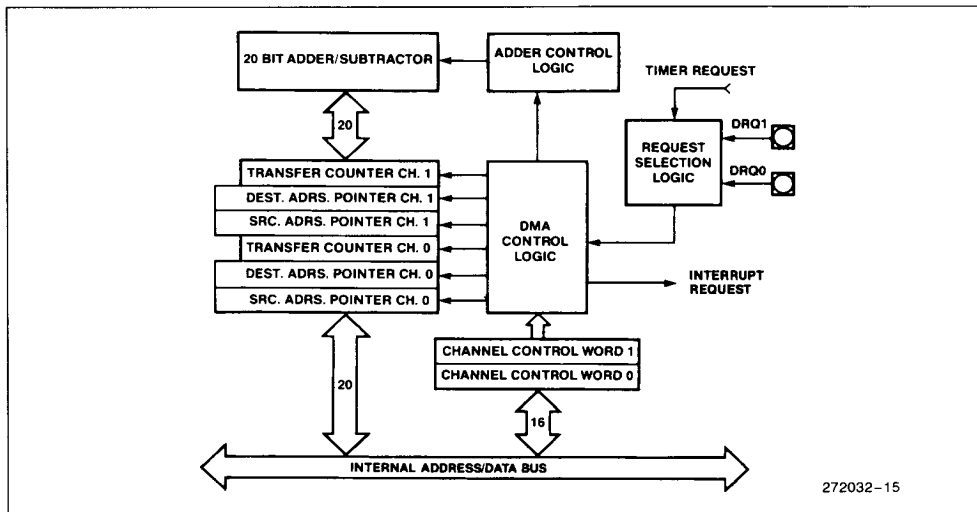 20 BIT ADDER/SUBTRACTOR
ADDER CONTROL
LOGIC
TIMER REQUEST
20
DRQ1
REQUEST
SELECTION
LOGIC
DRQ0
TRANSFER COUNTER CH. 1
DEST. ADRS. POINTER CH. 1
SRC. ADRS. POINTER CH. 1
TRANSFER COUNTER CH. 0
DEST. ADRS. POINTER CH. 0
SRC. ADRS. POINTER CH. 0
DMA
CONTROL
LOGIC
INTERRUPT
REQUEST
CHANNEL CONTROL WORD 1
CHANNEL CONTROL WORD 0
20
16
INTERNAL ADDRESS/DATA BUS
272032-15